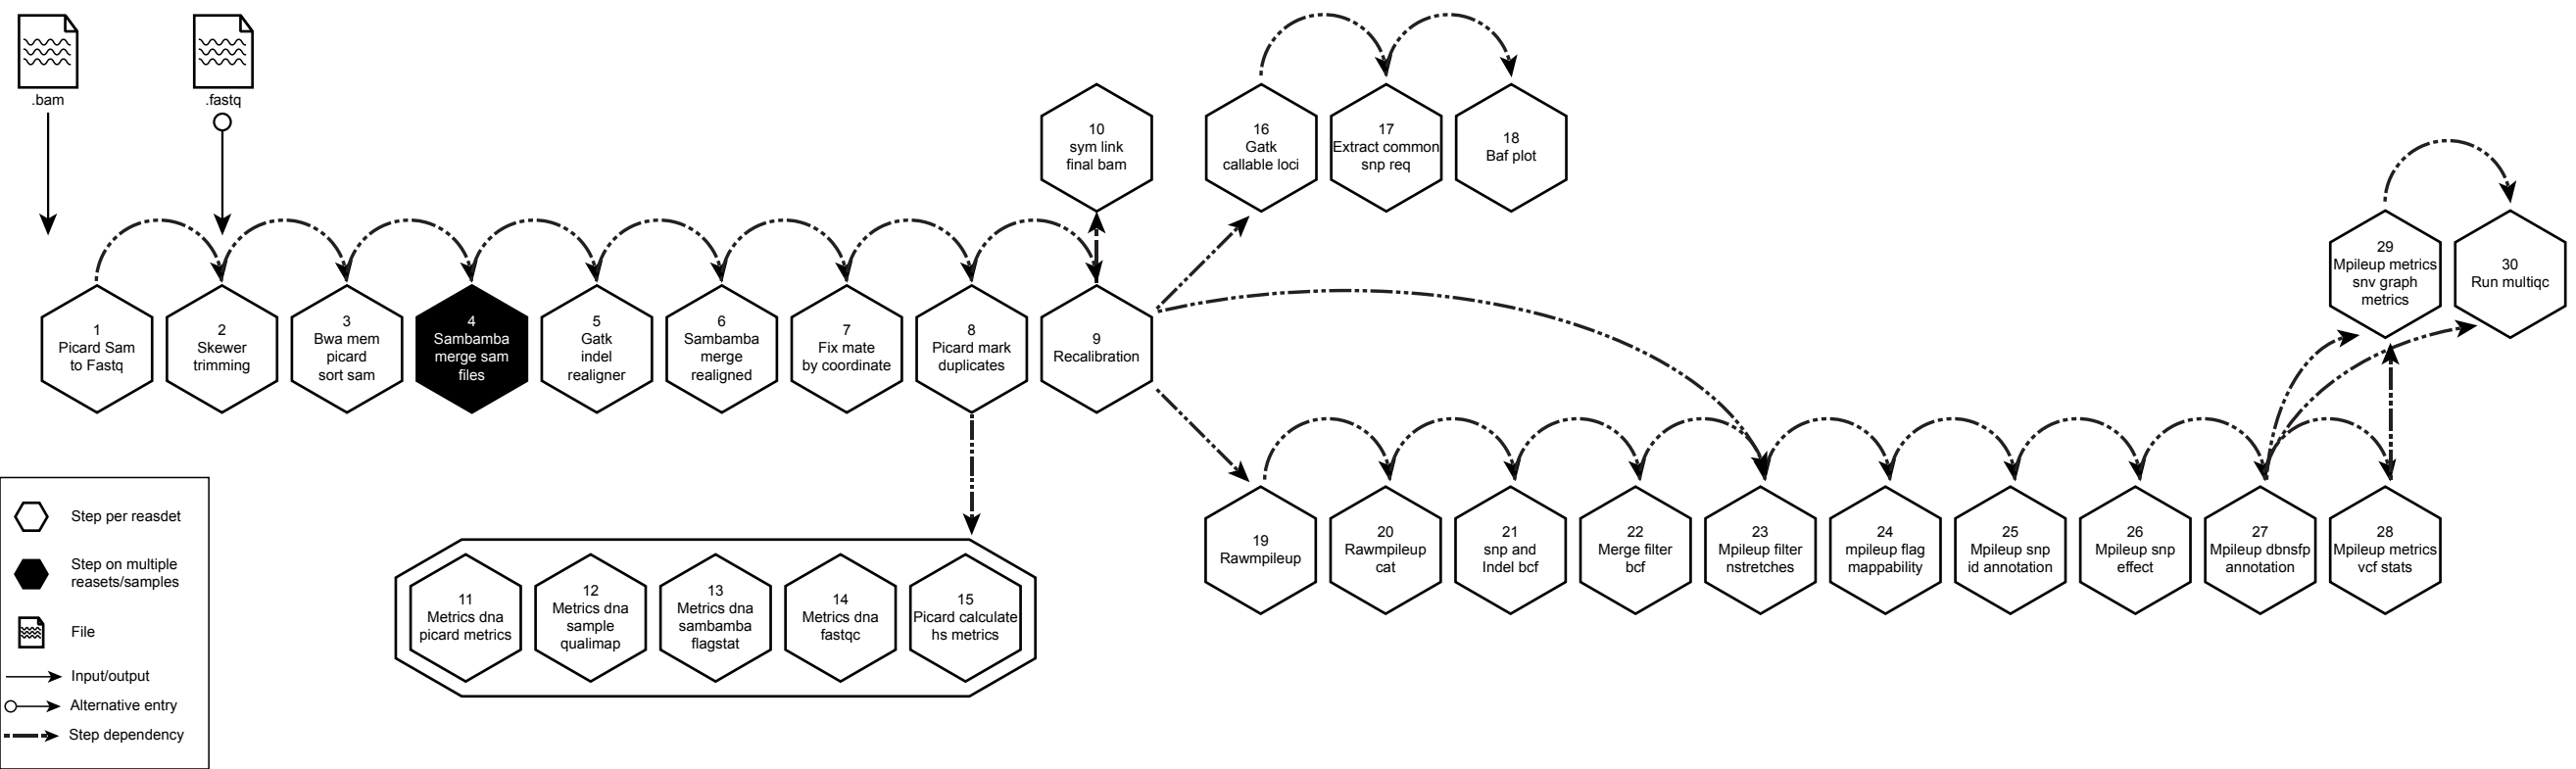 .bam
.fastq
10
sym link
final bam
16
Gatk
callable loci
17
Extract common
snp req
18
Baf plot
29
Mpileup metrics
snv graph
metrics
30
Run multiqc
1
Picard Sam
to Fastq
2
Skewer
trimming
3
Bwa mem
picard
sort sam
4
Sambamba
merge sam
files
5
Gatk
indel
realigner
6
Sambamba
merge
realigned
7
Fix mate
by coordinate
8
Picard mark
duplicates
9
Recalibration
19
Rawmpileup
20
Rawmpileup
cat
21
snp and
Indel bcf
22
Merge filter
bcf
23
Mpileup filter
nstretches
24
mpileup flag
mappability
25
Mpileup snp
id annotation
26
Mpileup snp
effect
27
Mpileup dbnsfp
annotation
28
Mpileup metrics
vcf stats
11
Metrics dna
picard metrics
12
Metrics dna
sample
qualimap
13
Metrics dna
sambamba
flagstat
14
Metrics dna
fastqc
15
Picard calculate
hs metrics
Step per reasdet
Step on multiple
reasets/samples
File
Input/output
Alternative entry
Step dependency